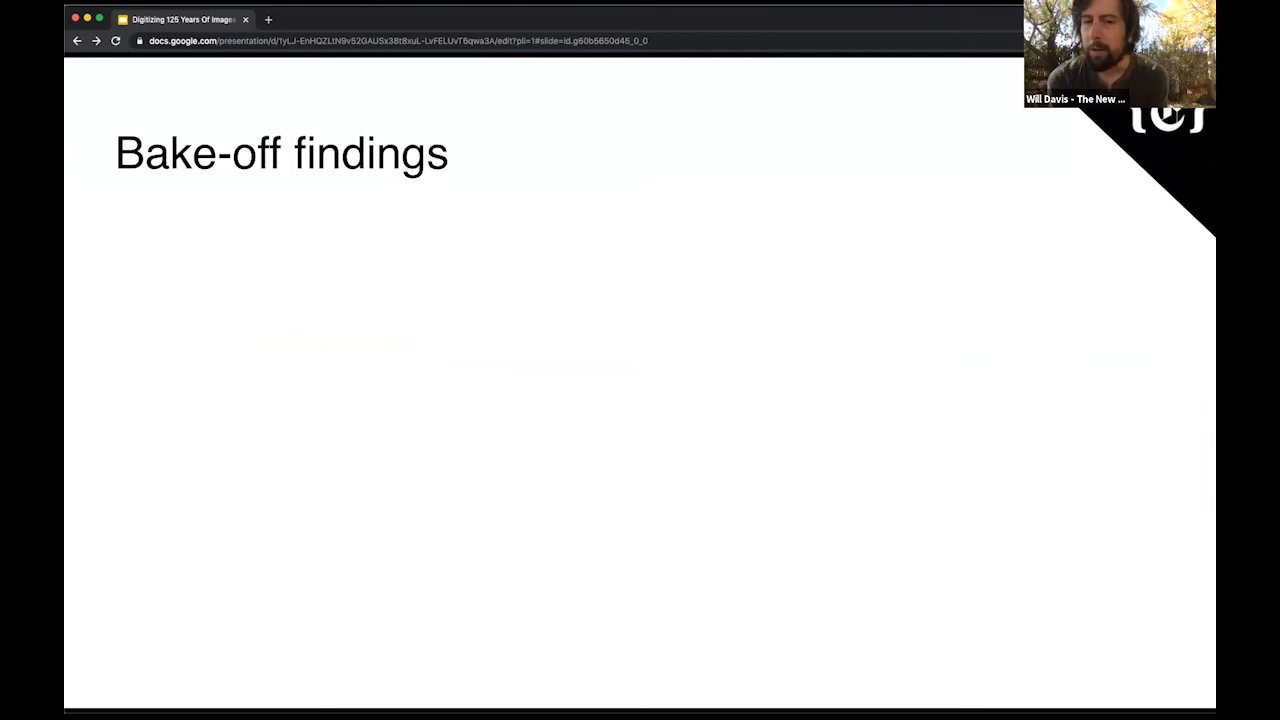 Digitizing 125 Years Of Images
docs.google.com/presentation/d/1yLJ-EnHQZLtN9v52GAUSx38t8xuL-LvFELUvT6qwa3A/edit?pli=1#slide=id.g60b5650d45_0_0
Will Davis - The New ...
Bake-off findings